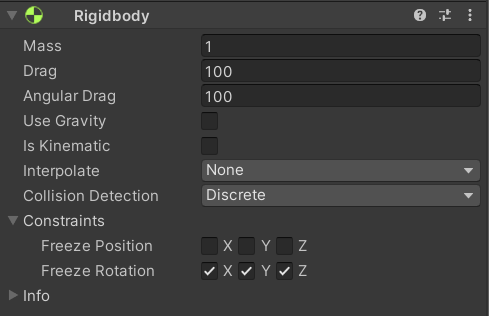 Rigidbody
Mass 1
Drag 100
Angular Drag 100
Use Gravity
Is Kinematic
Interpolate None
Collision Detection Discrete
Constraints
Freeze Position X Y Z
Freeze Rotation X Y Z
Info